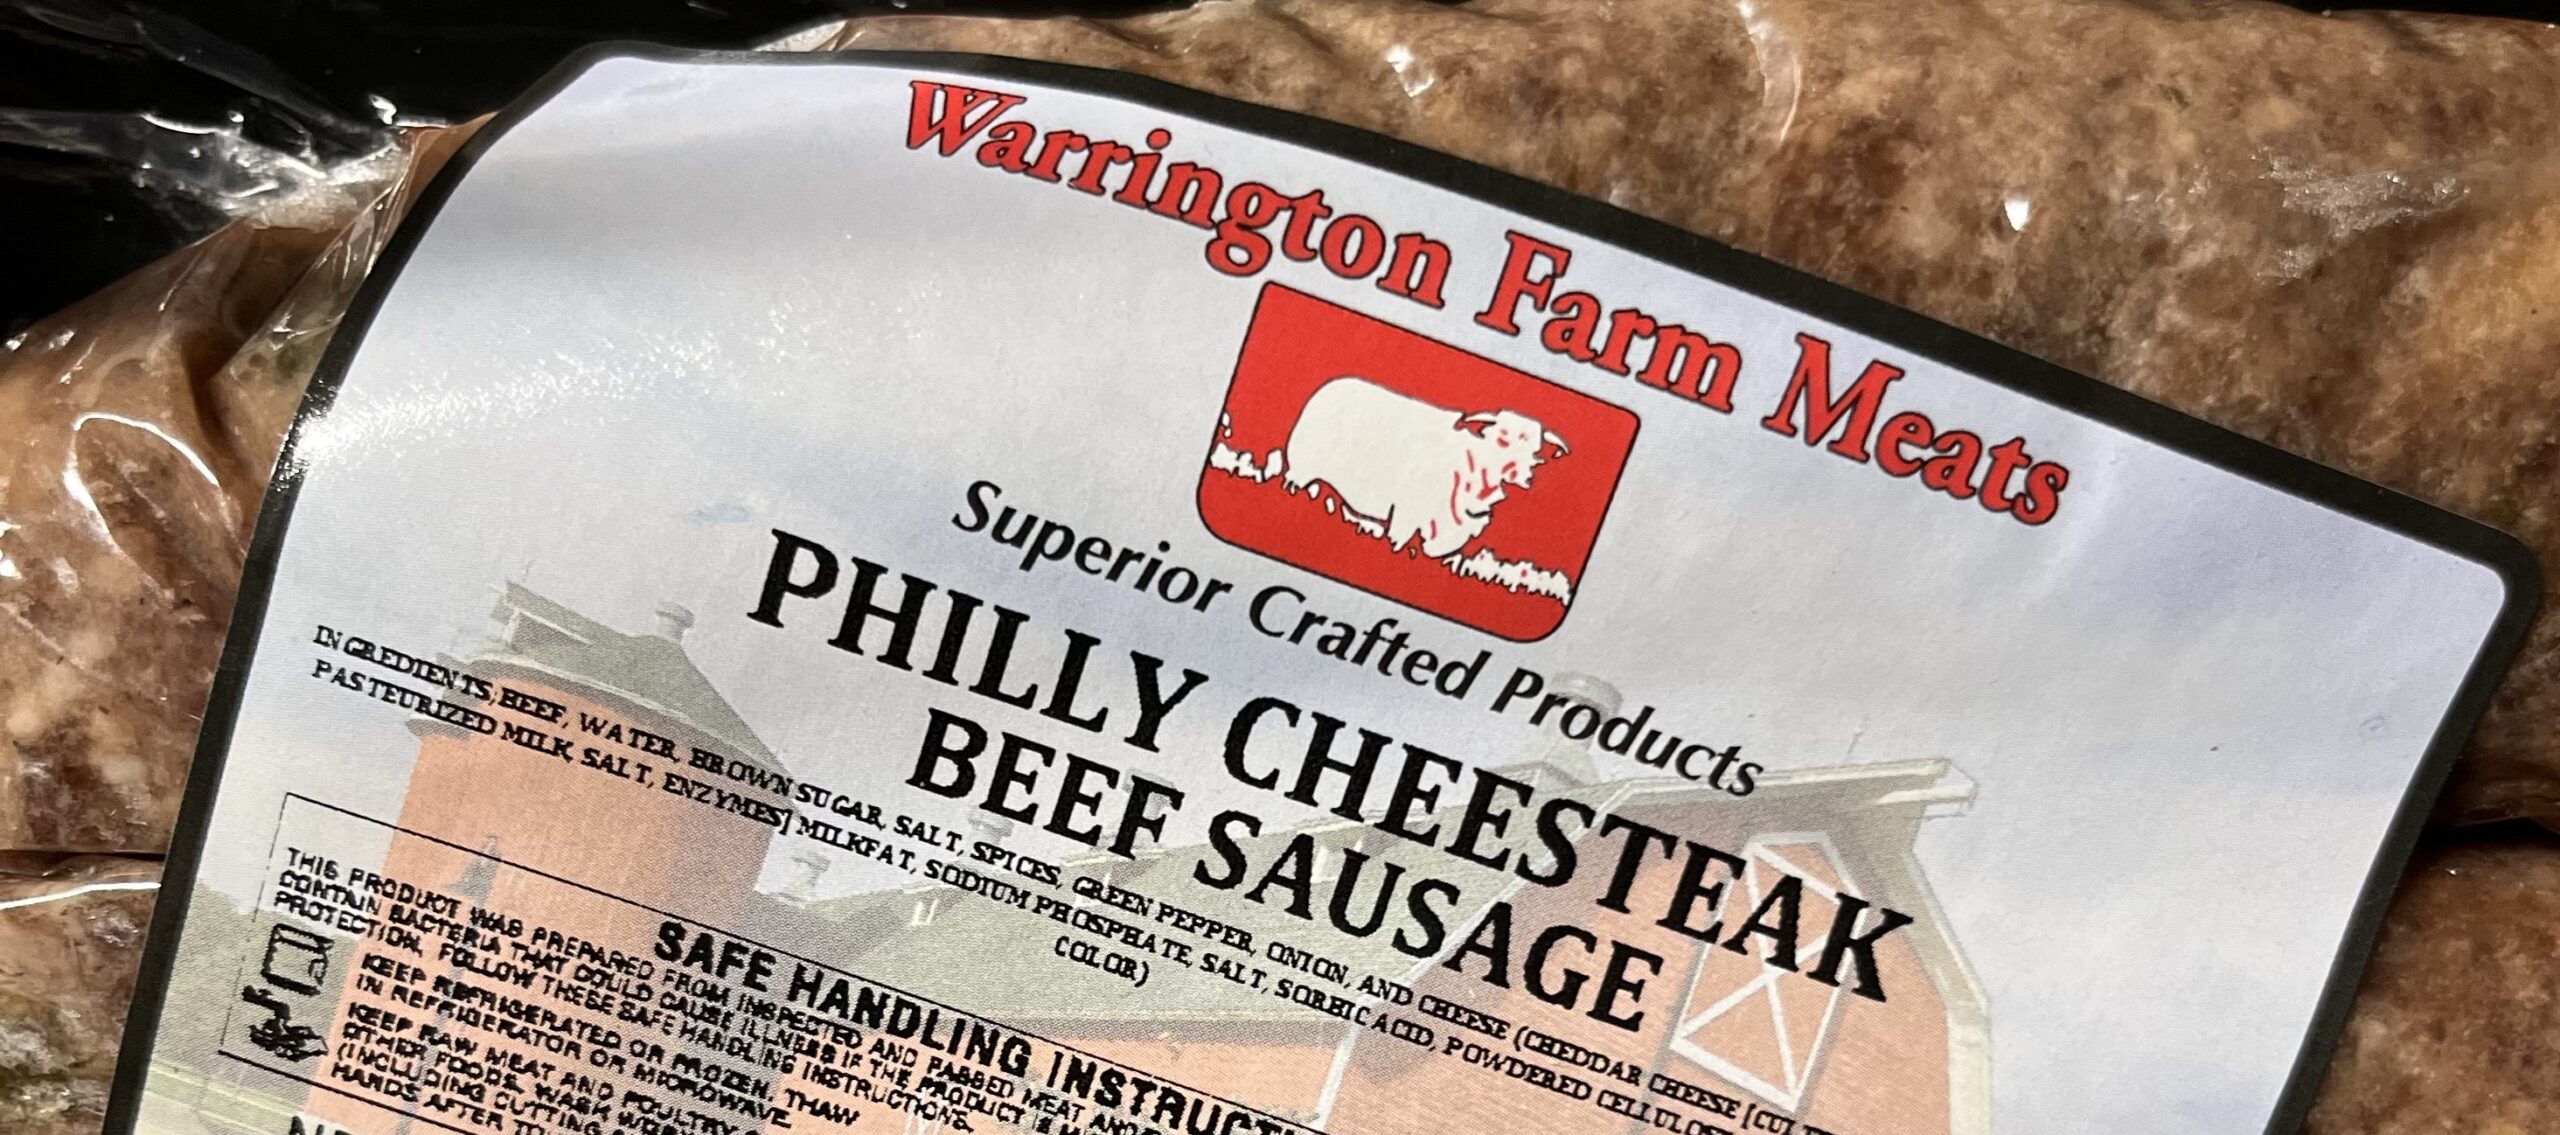 Warrington Farm Meats
Superior Crafted Products
PHILLY CHEESTEAK
BEEF SAUSAGE
INGREDIENTS; BEEF, WATER, BROWN SUGAR, SALT, SPICES, GREEN PEPPER, ONION, AND CHEESE (CHEDDAR CHEESE [CUL
PASTEURIZED MILK, SALT, ENZYMES] MILKFAT, SODIUM PHOSPHATE, SALT, SORBIC ACID, POWDERED CELLULOS
COLOR)
SAFE HANDLING INSTRUCT
THIS PRODUCT WAS PREPARED FROM INSPECTED AND PASSED MEAT AND
CONTAIN BACTERIA THAT COULD CAUSE ILLNESS IF THE PRODUCT IS
PROTECTION, FOLLOW THESE SAFE HANDLING INSTRUCTIONS.
KEEP REFRIGERATED OR FROZEN. THAW
IN REFRIGERATOR OR MICROWAVE
KEEP RAW MEAT AND POULTRY
OTHER FOODS. WASH WOR
(INCLUDING CUTTING
HANDS AFTER TO